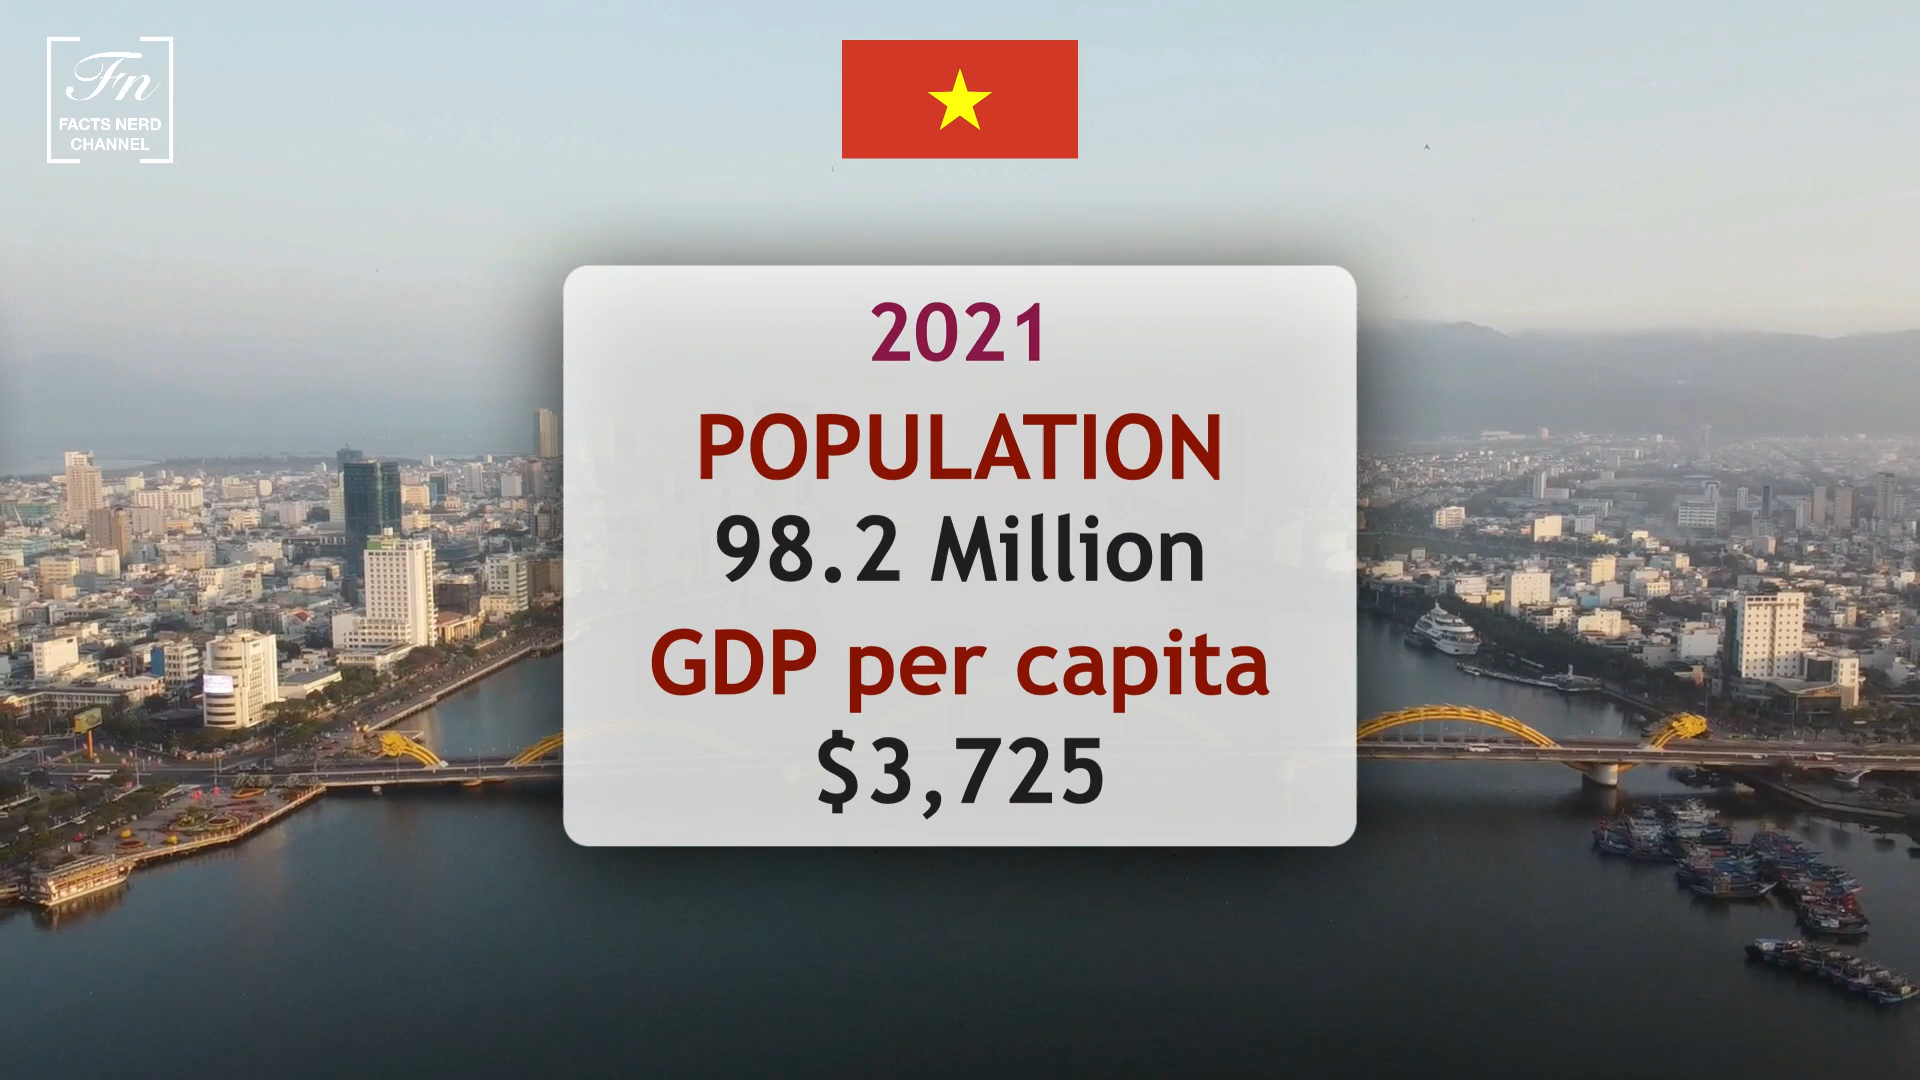 Fn
FACTS NERD
CHANNEL
2021
POPULATION
98.2 Million
GDP per capita
$3,725